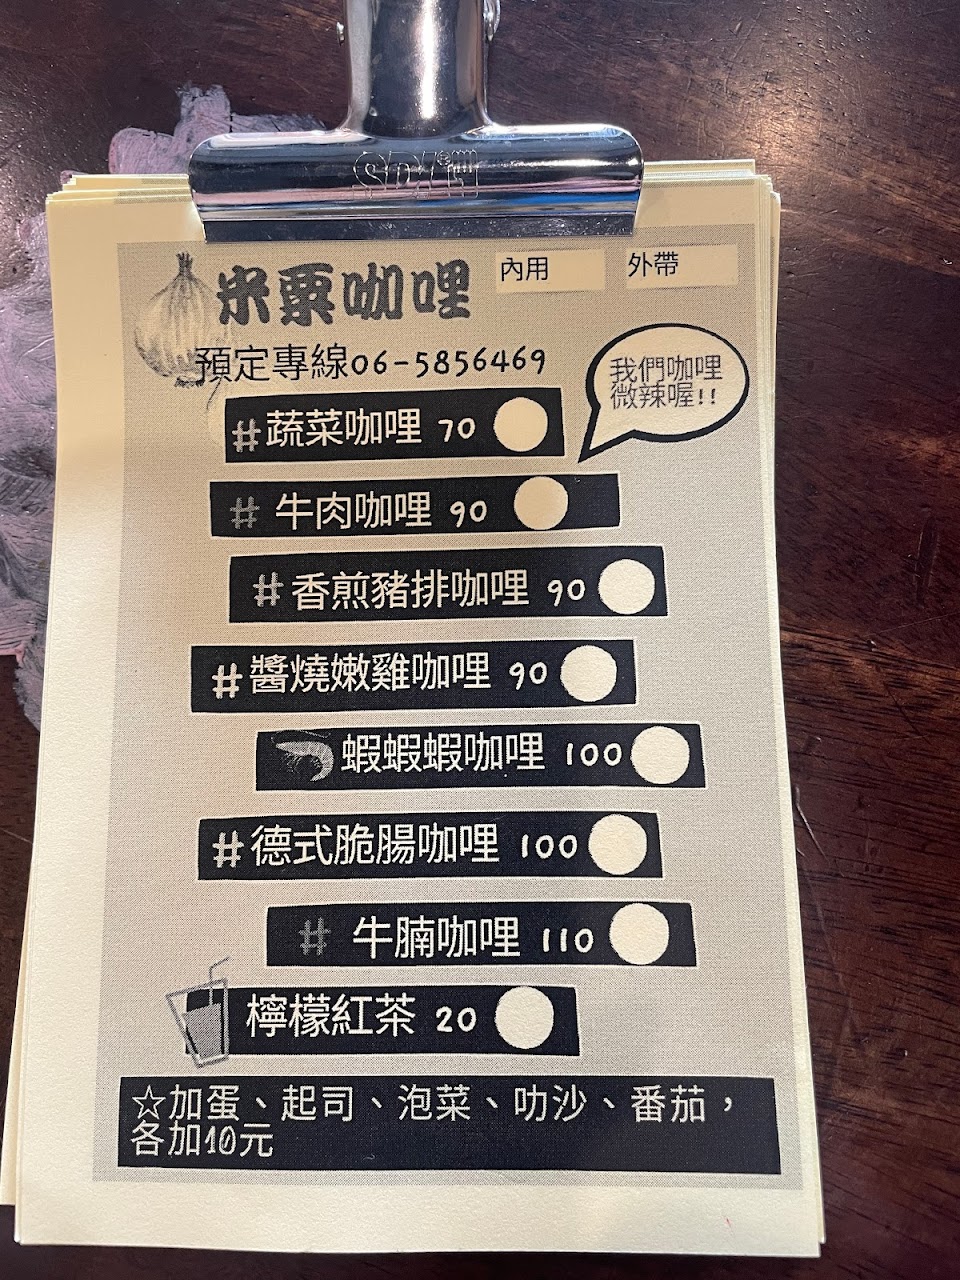 SDI
米栗咖哩
內用
外帶
預定專線06-5856469
我們咖哩
微辣喔!!
#蔬菜咖哩 70
# 牛肉咖哩 90
#香煎豬排咖哩 90
#醬燒嫩雞咖哩 90
蝦蝦蝦咖哩 100
#德式脆腸咖哩 100
# 牛腩咖哩 110
檸檬紅茶 20
☆加蛋、起司、泡菜、叻沙、番茄，
各加10元